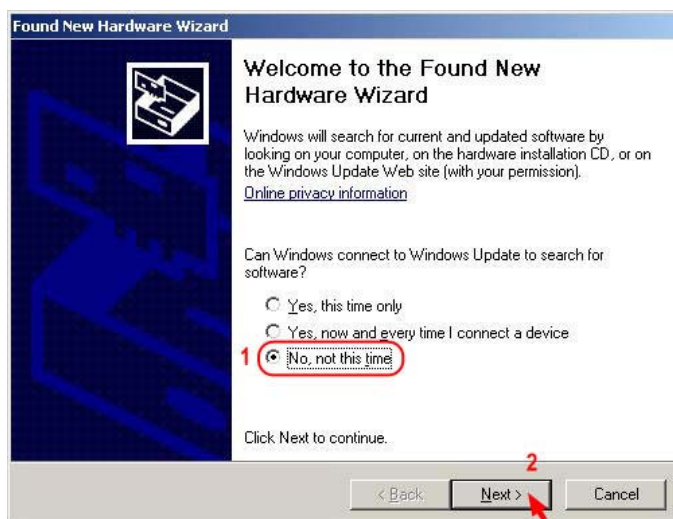 Found New Hardware Wizard
Welcome to the Found New
Hardware Wizard
Windows will search for current and updated software by
looking on your computer, on the hardware installation CD, or on
the Windows Update Web site (with your permission).
Online privacy information
Can Windows connect to Windows Update to search for
software?
Yes, this time only
Yes, now and every time I connect a device
1 No, not this time
Click Next to continue.
2
< Back Next > Cancel